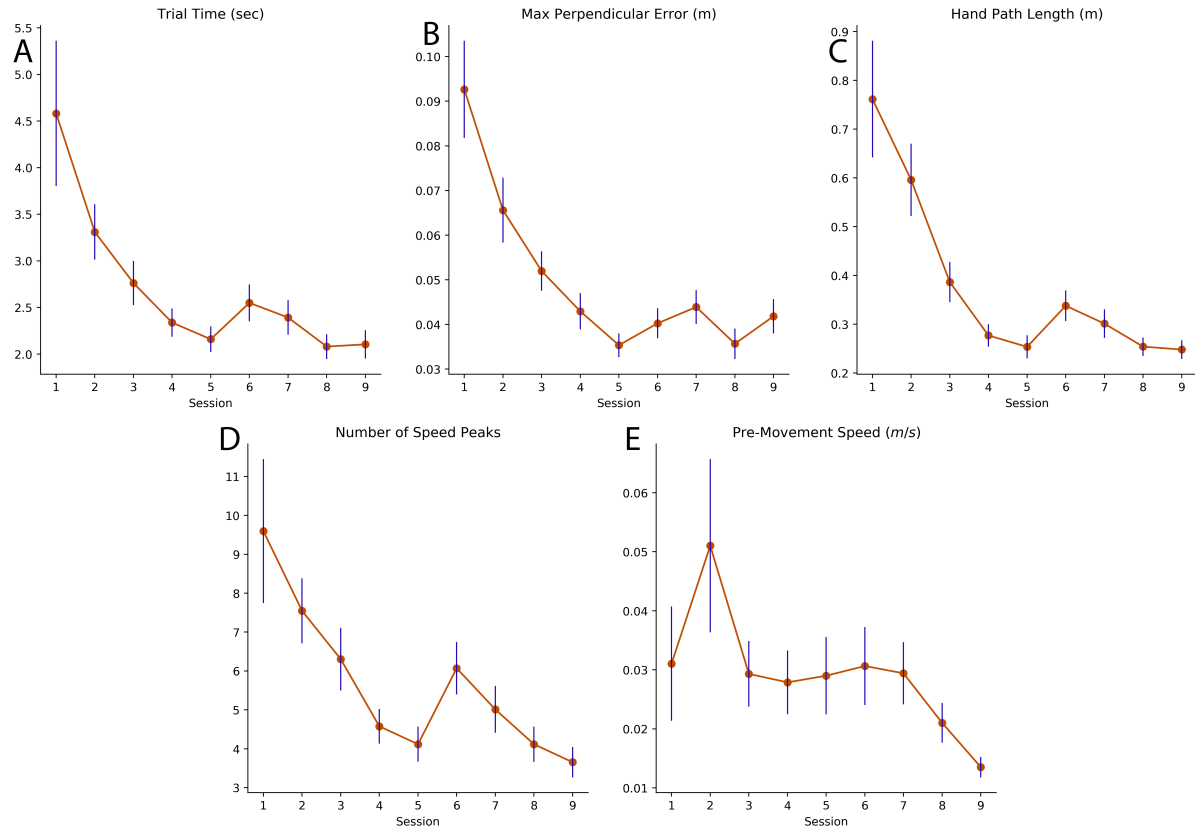 Trial Time (sec)
A
5.5
5.0
4.5
4.0
3.5
3.0
2.5
2.0
1 2 3 4 5 6 7 8 9
Session
Max Perpendicular Error (m)
B
0.10
0.09
0.08
0.07
0.06
0.05
0.04
0.03
1 2 3 4 5 6 7 8 9
Session
Hand Path Length (m)
C
0.9
0.8
0.7
0.6
0.5
0.4
0.3
0.2
1 2 3 4 5 6 7 8 9
Session
Number of Speed Peaks
D
11
10
9
8
7
6
5
4
3
1 2 3 4 5 6 7 8 9
Session
Pre-Movement Speed (m/s)
E
0.06
0.05
0.04
0.03
0.02
0.01
1 2 3 4 5 6 7 8 9
Session